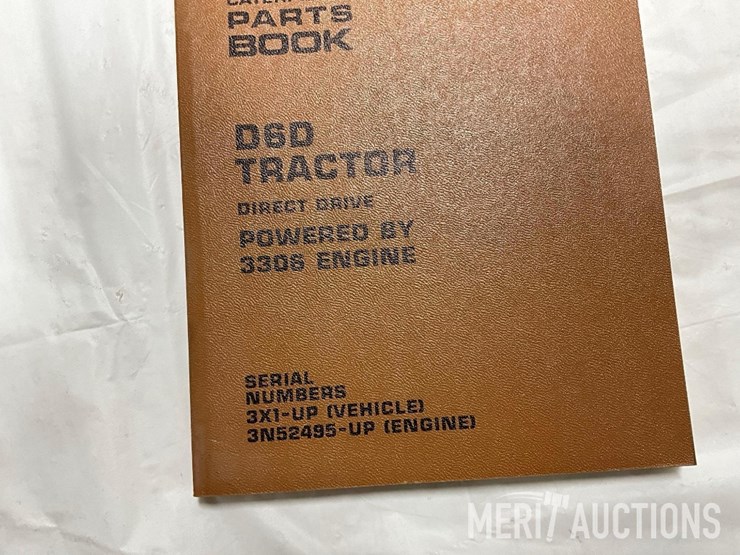 PARTS
BOOK
D6D
TRACTOR
DIRECT DRIVE
POWERED BY
3306 ENGINE
SERIAL
NUMBERS
3X1-UP (VEHICLE)
3N52495-UP (ENGINE)
MERIT AUCTIONS